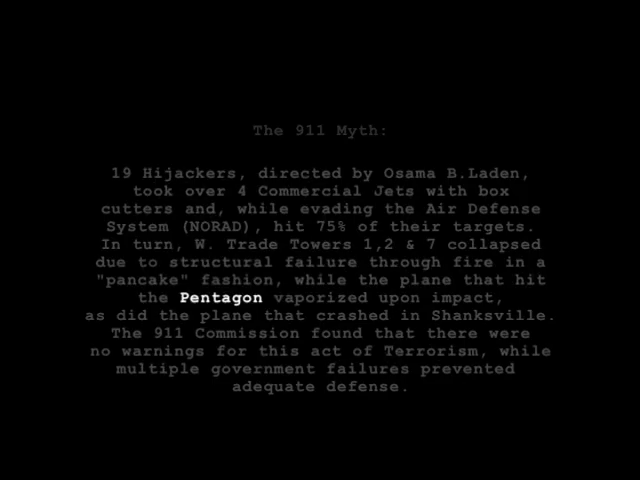 The 911 Myth:
19 Hijackers, directed by Osama B.Laden,
took over 4 Commercial Jets with box
cutters and, while evading the Air Defense
System (NORAD), hit 75% of their targets.
In turn, W. Trade Towers 1,2 & 7 collapsed
due to structural failure through fire in a
"pancake" fashion, while the plane that hit
the Pentagon vaporized upon impact,
as did the plane that crashed in Shanksville.
The 911 Commission found that there were
no warnings for this act of Terrorism, while
multiple government failures prevented
adequate defense.